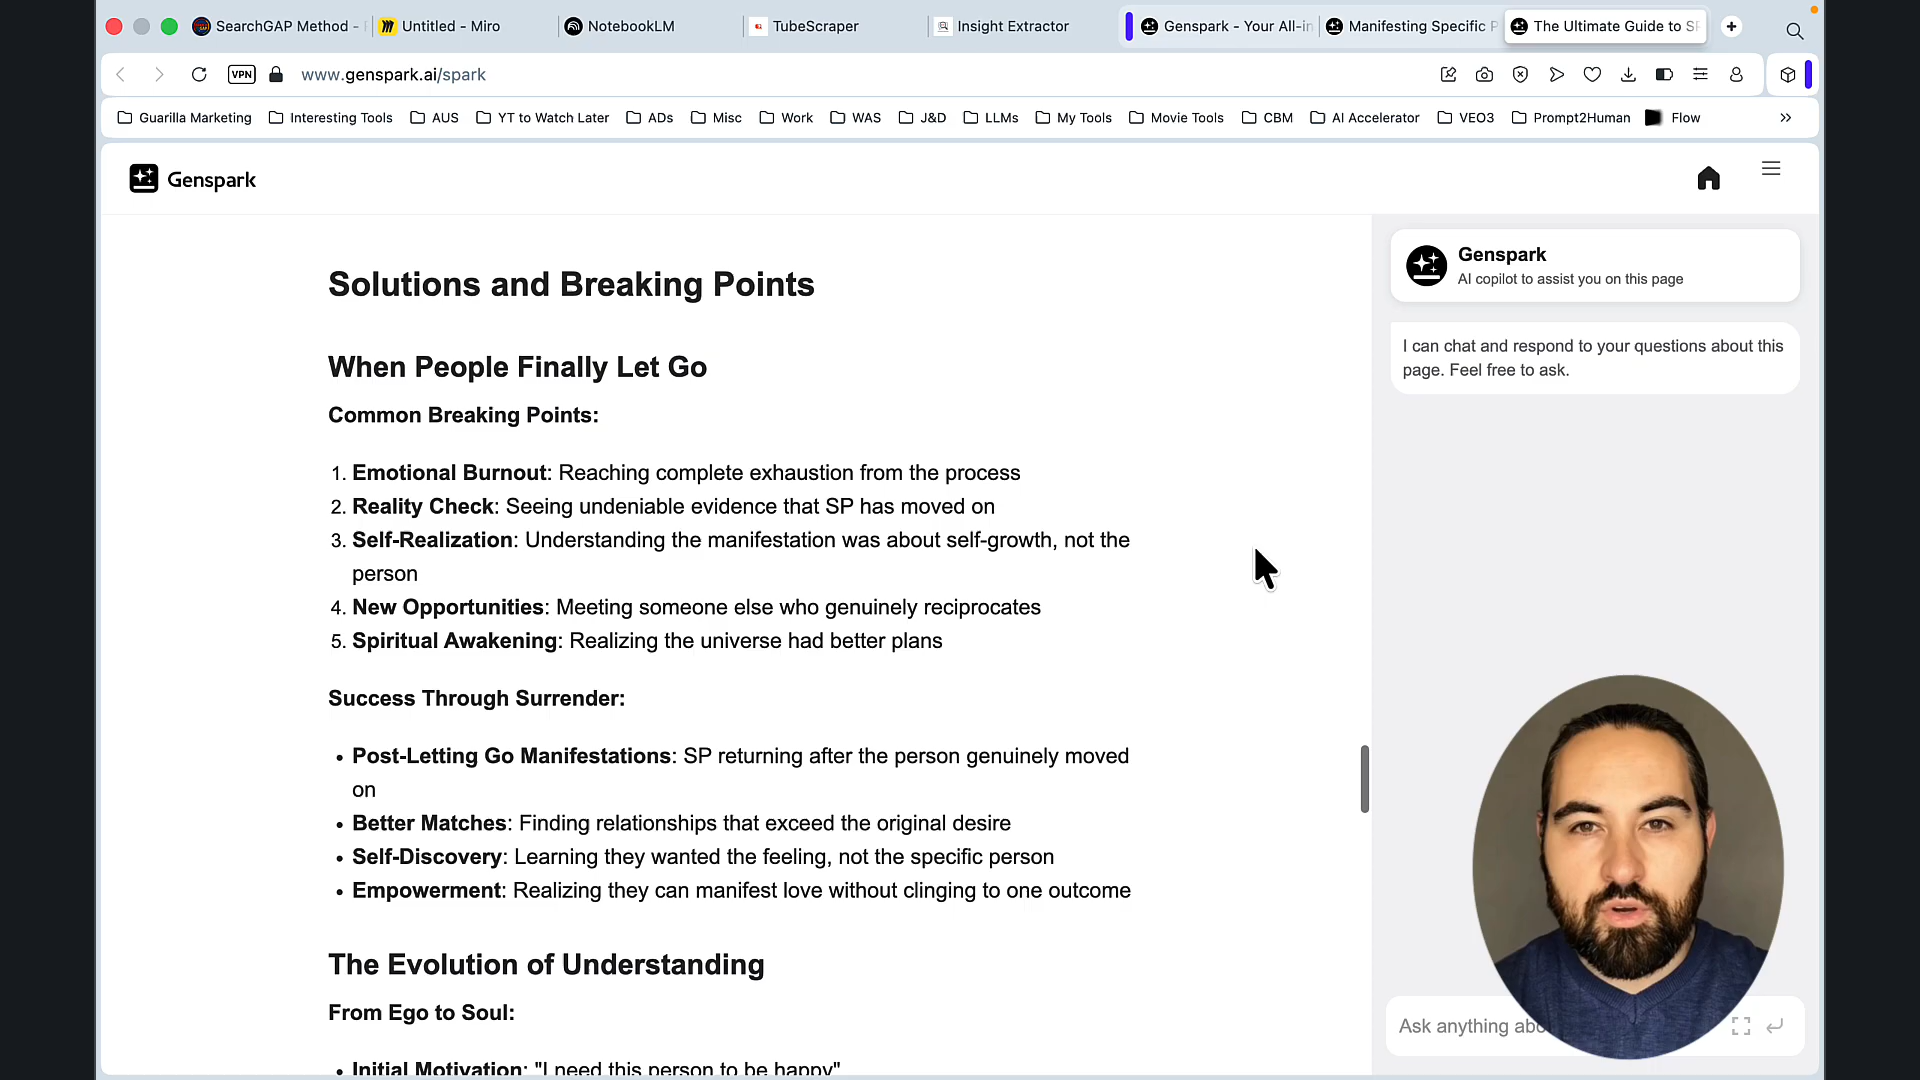 SearchGAP Method -
Untitled - Miro
NotebookLM
TubeScraper
Insight Extractor
Genspark - Your All-in
Manifesting Specific P
The Ultimate Guide to SP
VPN
www.genspark.ai/spark
Guarilla Marketing
Interesting Tools
AUS
YT to Watch Later
ADs
Misc
Work
WAS
J&D
LLMs
My Tools
Movie Tools
CBM
AI Accelerator
VEO3
Prompt2Human
Flow
Genspark
Solutions and Breaking Points
When People Finally Let Go
Common Breaking Points:
1. Emotional Burnout: Reaching complete exhaustion from the process
2. Reality Check: Seeing undeniable evidence that SP has moved on
3. Self-Realization: Understanding the manifestation was about self-growth, not the
person
4. New Opportunities: Meeting someone else who genuinely reciprocates
5. Spiritual Awakening: Realizing the universe had better plans
Success Through Surrender:
• Post-Letting Go Manifestations: SP returning after the person genuinely moved
on
• Better Matches: Finding relationships that exceed the original desire
• Self-Discovery: Learning they wanted the feeling, not the specific person
• Empowerment: Realizing they can manifest love without clinging to one outcome
The Evolution of Understanding
From Ego to Soul:
• Initial Motivation: "I need this person to be happy"
Genspark
AI copilot to assist you on this page
I can chat and respond to your questions about this
page. Feel free to ask.
Ask anything abo